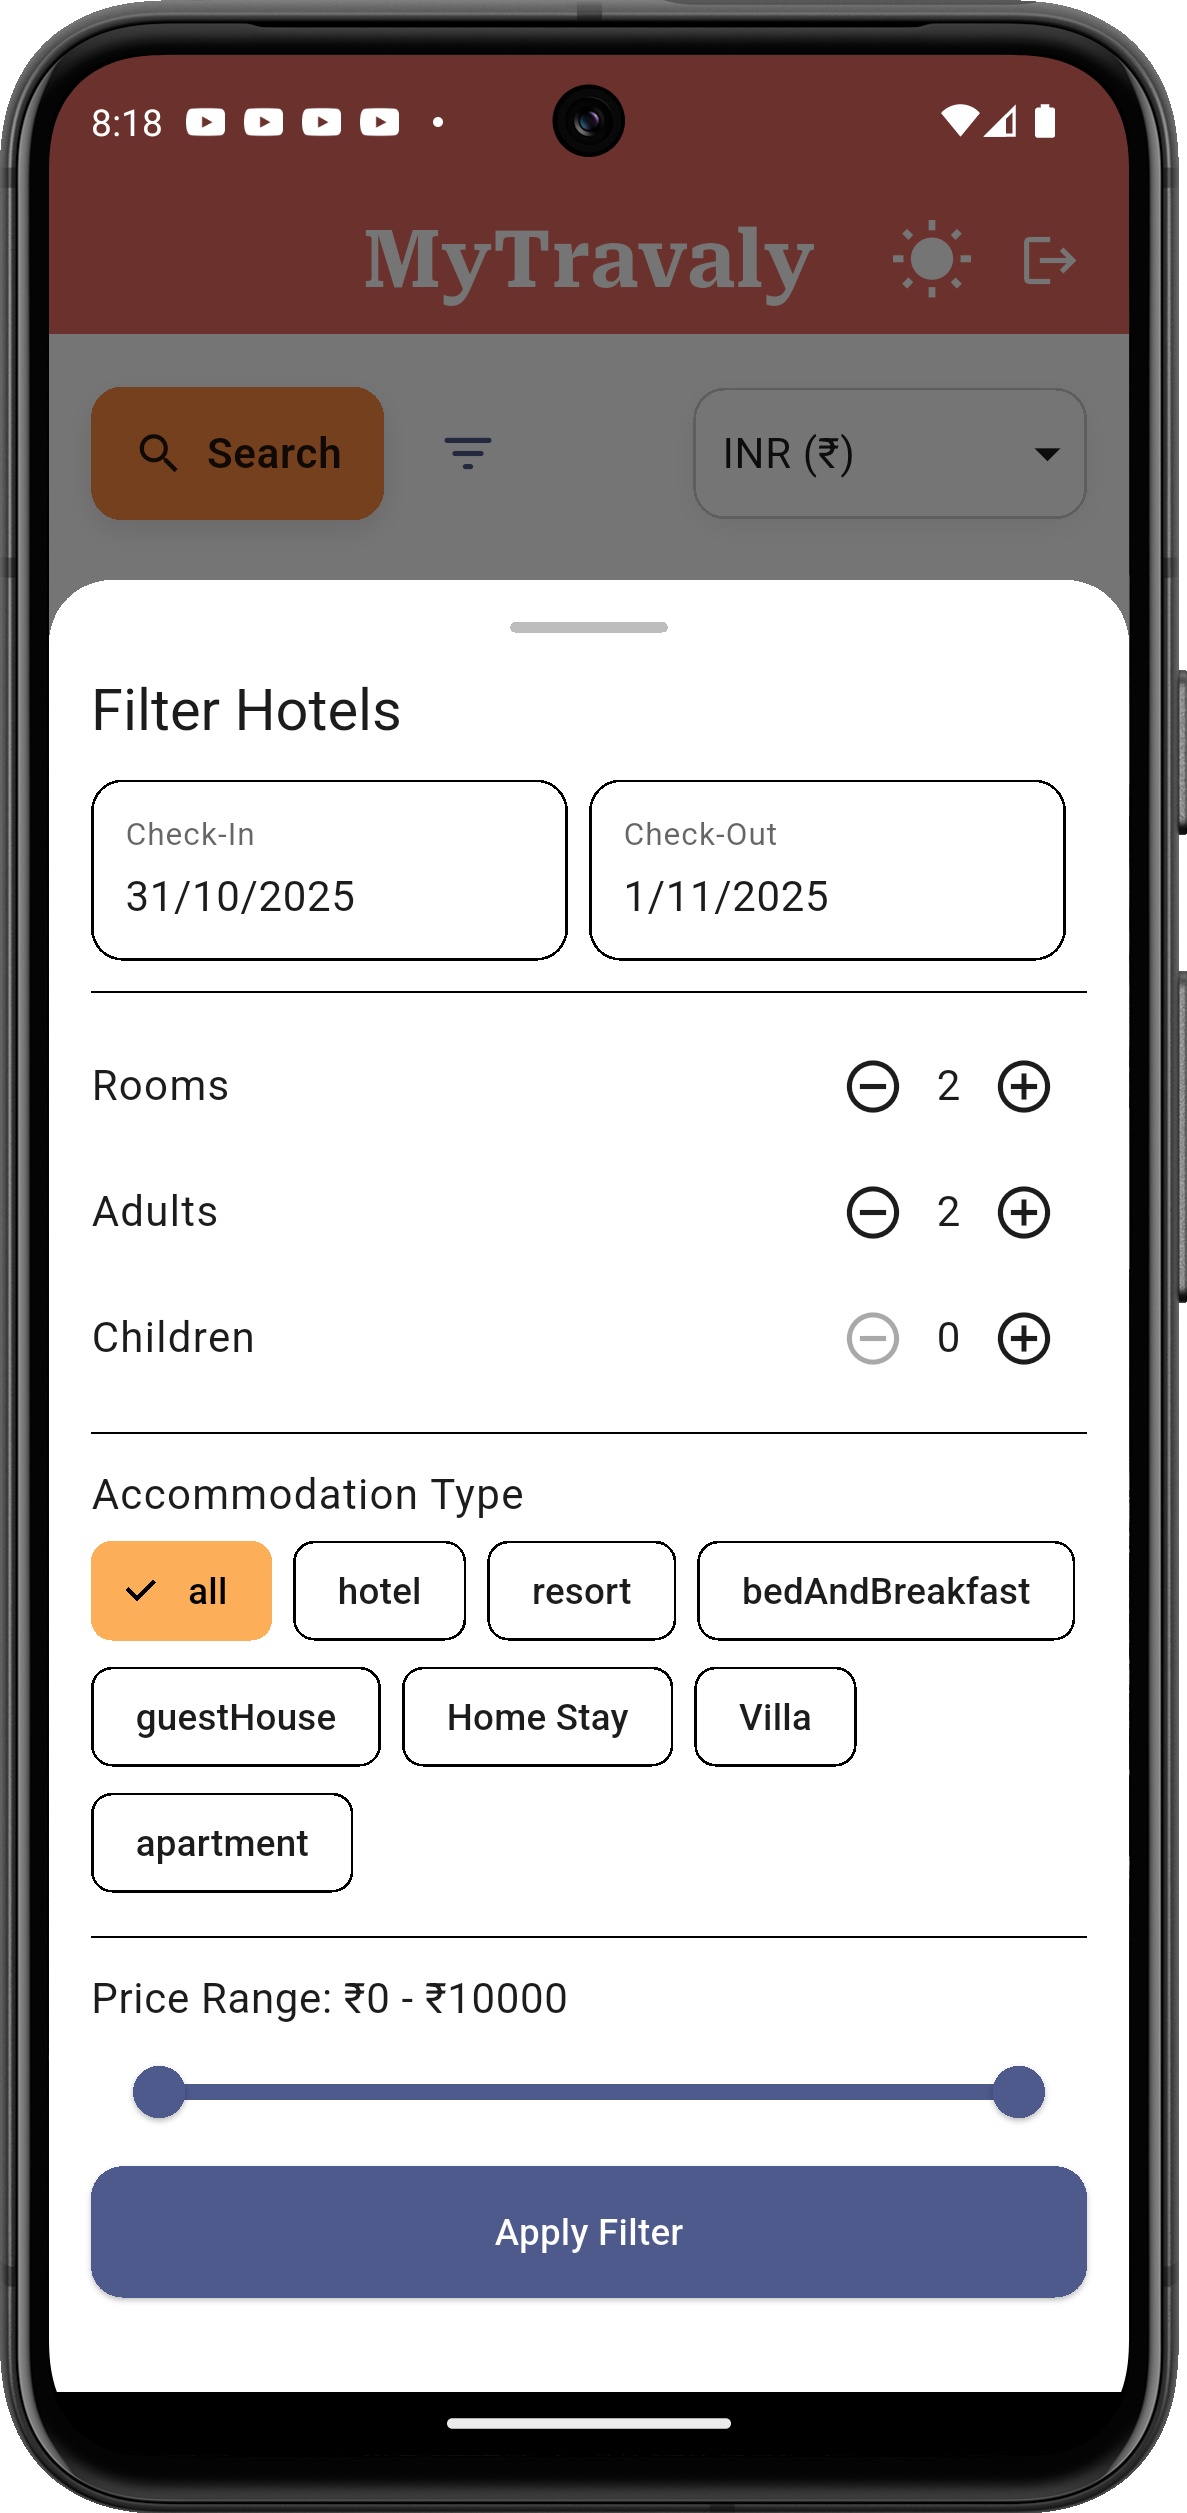 8:18
MyTravaly
Search
INR (₹)
Filter Hotels
Check-In
31/10/2025
Check-Out
1/11/2025
Rooms 2
Adults 2
Children 0
Accommodation Type
all hotel resort bedAndBreakfast
guestHouse Home Stay Villa
apartment
Price Range: ₹0 - ₹10000
Apply Filter